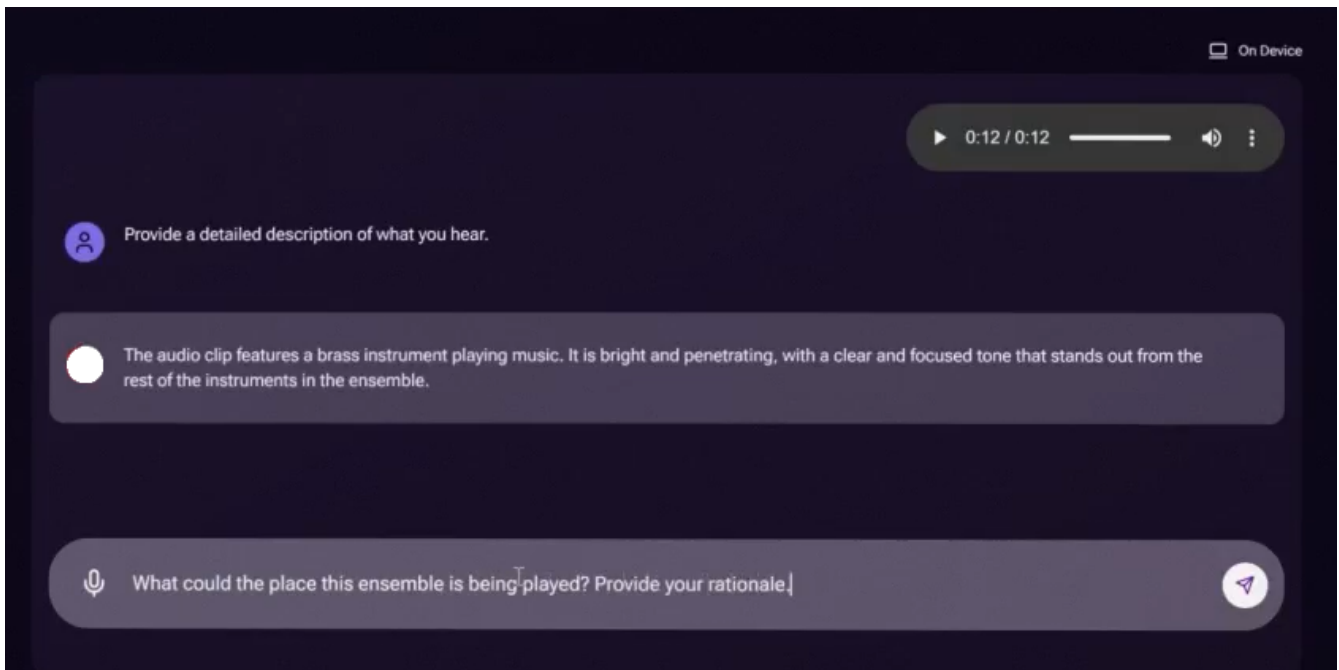 On Device
0:12 / 0:12
Provide a detailed description of what you hear.
The audio clip features a brass instrument playing music. It is bright and penetrating, with a clear and focused tone that stands out from the
rest of the instruments in the ensemble.
What could the place this ensemble is being played? Provide your rationale.